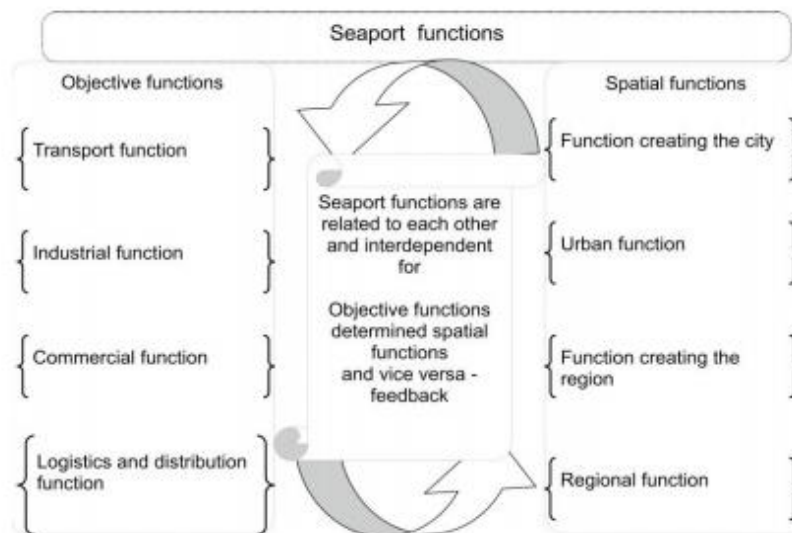 Seaport functions
Objective functions
Transport function
Industrial function
Commercial function
Logistics and distribution
function
Seaport functions are
related to each other
and interdependent
for
Objective functions
determined spatial
functions
and vice versa -
feedback
Spatial functions
Function creating the city
Urban function
Function creating the
region
Regional function